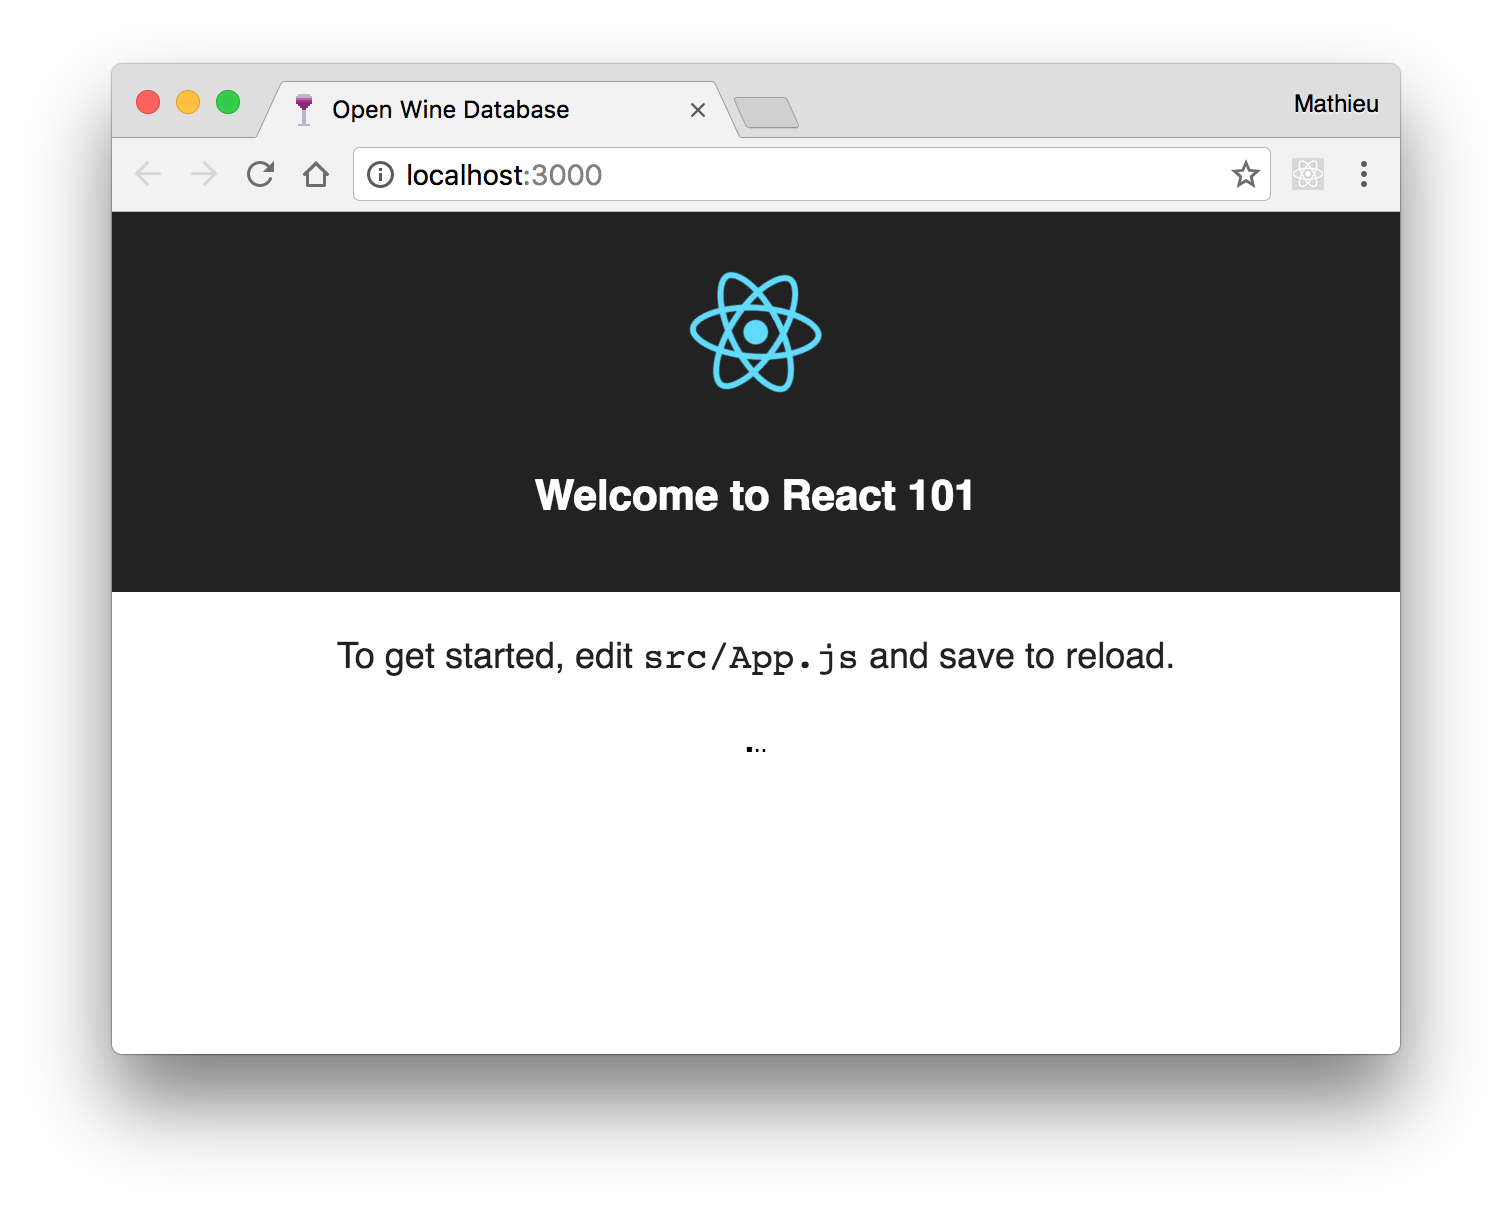 Open Wine Database
Mathieu
localhost:3000
Welcome to React 101
To get started, edit src/App.js and save to reload.